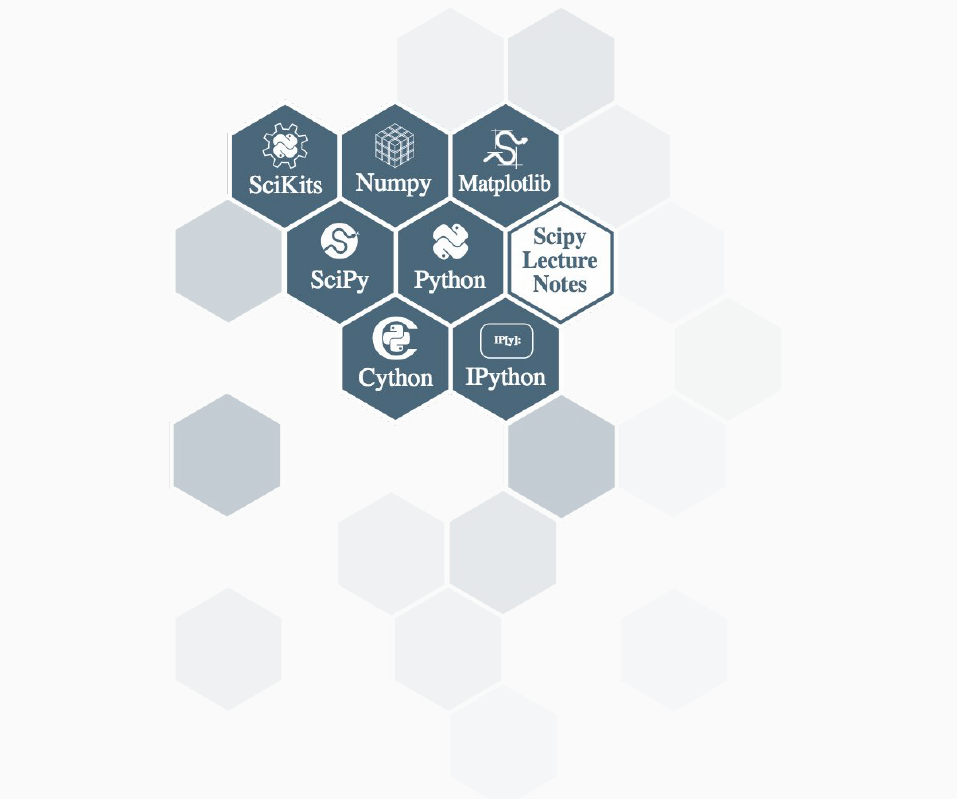 SciKits
Numpy
Matplotlib
SciPy
Python
Scipy
Lecture
Notes
Cython
IP[y]:
IPython